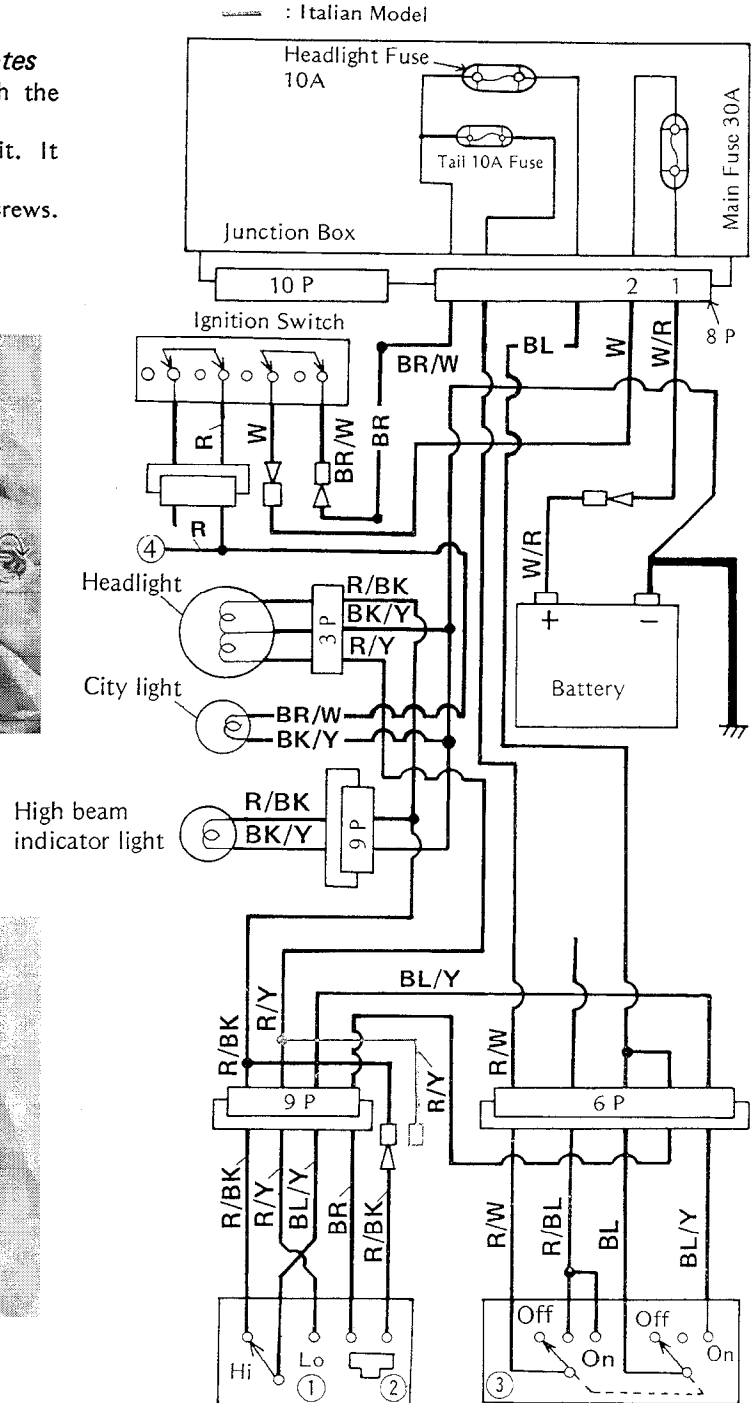 : Italian Model
tes
h the
it. It
crews.
Headlight Fuse
10A
Tail 10A Fuse
Main Fuse 30A
Junction Box
10 P
2 1
8 P
Ignition Switch
BR/W
BL
W
W/R
R
W
BR/W
BR
R
4
W/R
Headlight
R/BK
BK/Y
R/Y
3 P
+ −
Battery
City light
BR/W
BK/Y
High beam
indicator light
R/BK
BK/Y
9 P
BL/Y
R/BK
R/Y
R/Y
R/W
9 P
6 P
R/BK
R/Y
BL/Y
BR
R/BK
R/W
R/BL
BL
BL/Y
Hi
Lo
1
2
3
Off
On
Off
On